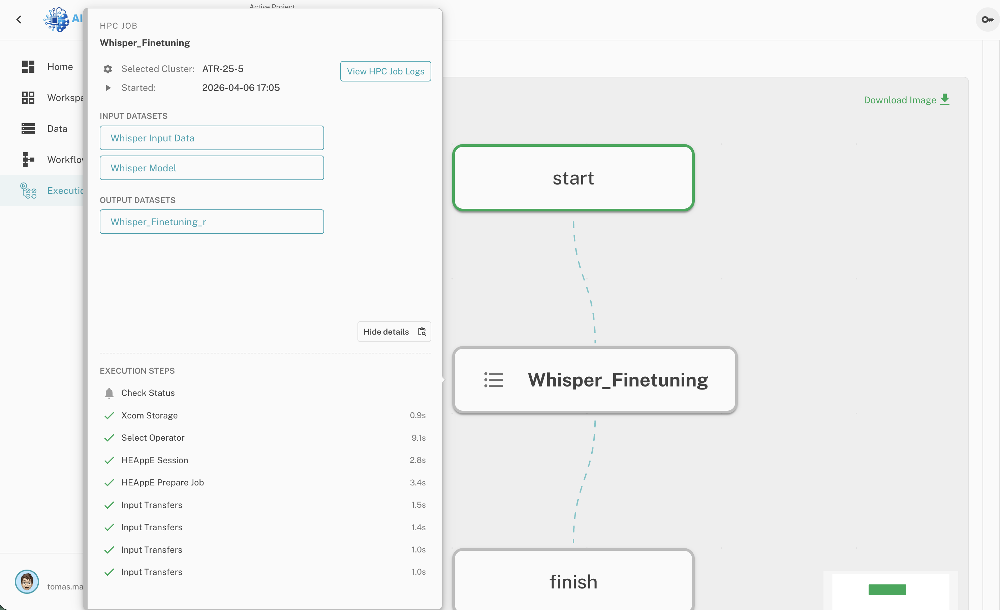 Active Project
AI
HPC JOB
Whisper_Finetuning
Selected Cluster: ATR-25-5
View HPC Job Logs
Started: 2026-04-06 17:05
INPUT DATASETS
Whisper Input Data
Whisper Model
OUTPUT DATASETS
Whisper_Finetuning_r
Hide details
EXECUTION STEPS
Check Status
Xcom Storage 0.9s
Select Operator 9.1s
HEAppE Session 2.8s
HEAppE Prepare Job 3.4s
Input Transfers 1.5s
Input Transfers 1.4s
Input Transfers 1.0s
Input Transfers 1.0s
Home
Workspa
Data
Workflo
Executio
tomas.ma
Download Image
start
Whisper_Finetuning
finish